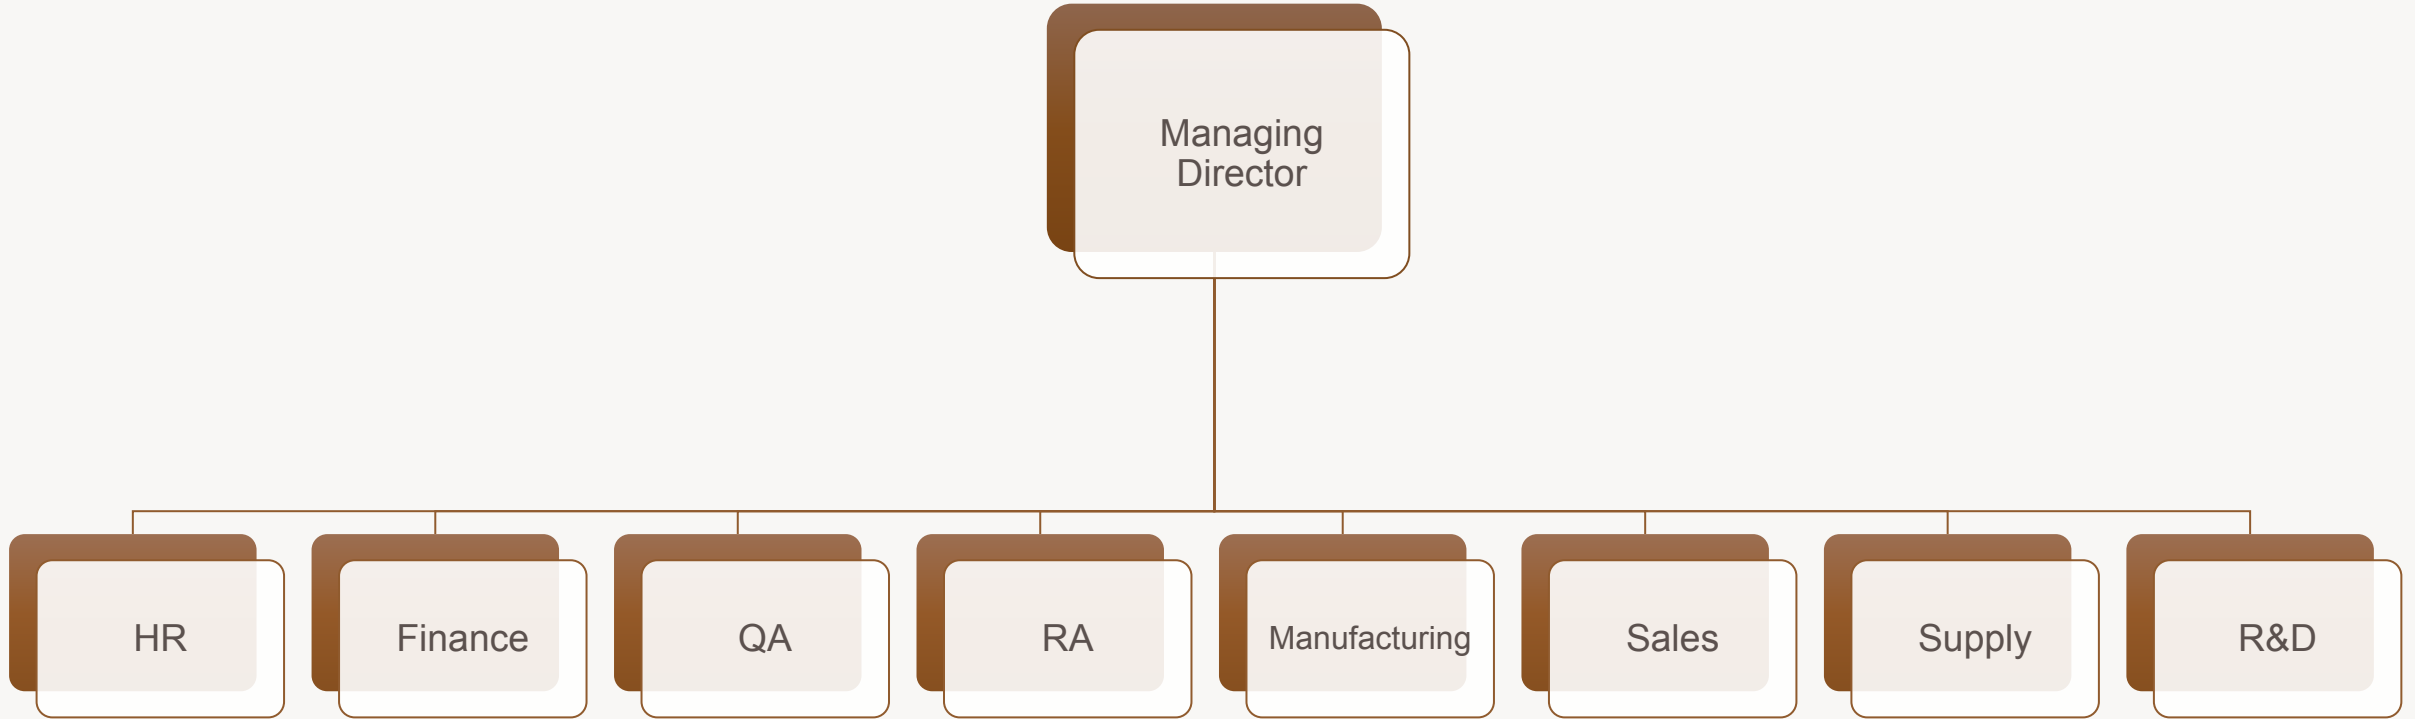 Managing
Director
HR
Finance
QA
RA
Manufacturing
Sales
Supply
R&D